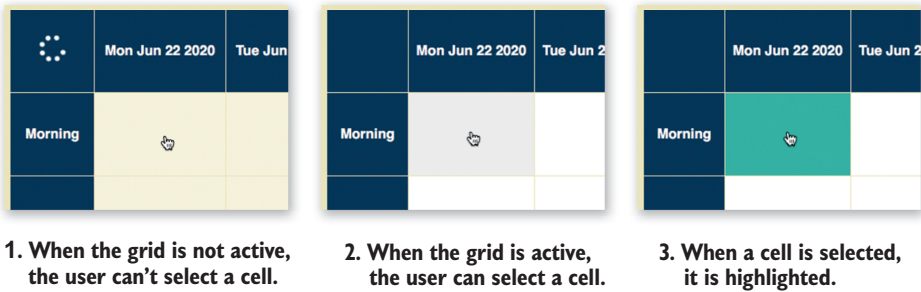 Mon Jun 22 2020 Tue Jun
Morning
Mon Jun 22 2020 Tue Jun 2
Morning
Mon Jun 22 2020 Tue Jun 2
Morning
1. When the grid is not active,
the user can't select a cell.
2. When the grid is active,
the user can select a cell.
3. When a cell is selected,
it is highlighted.